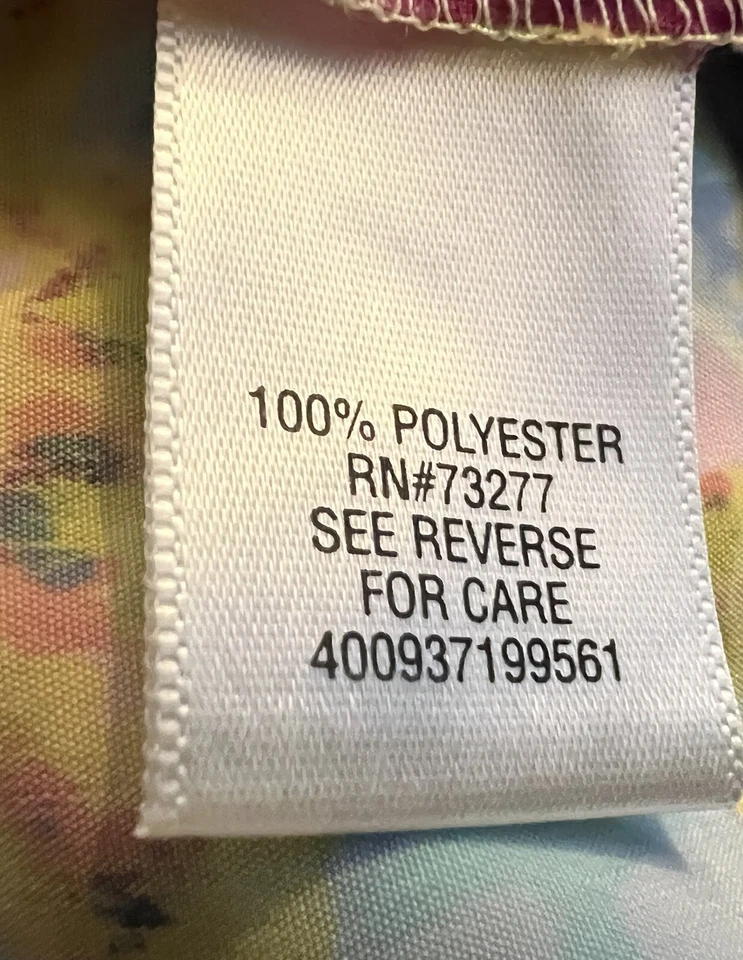 100% POLYESTER
RN#73277
SEE REVERSE
FOR CARE
400937199561